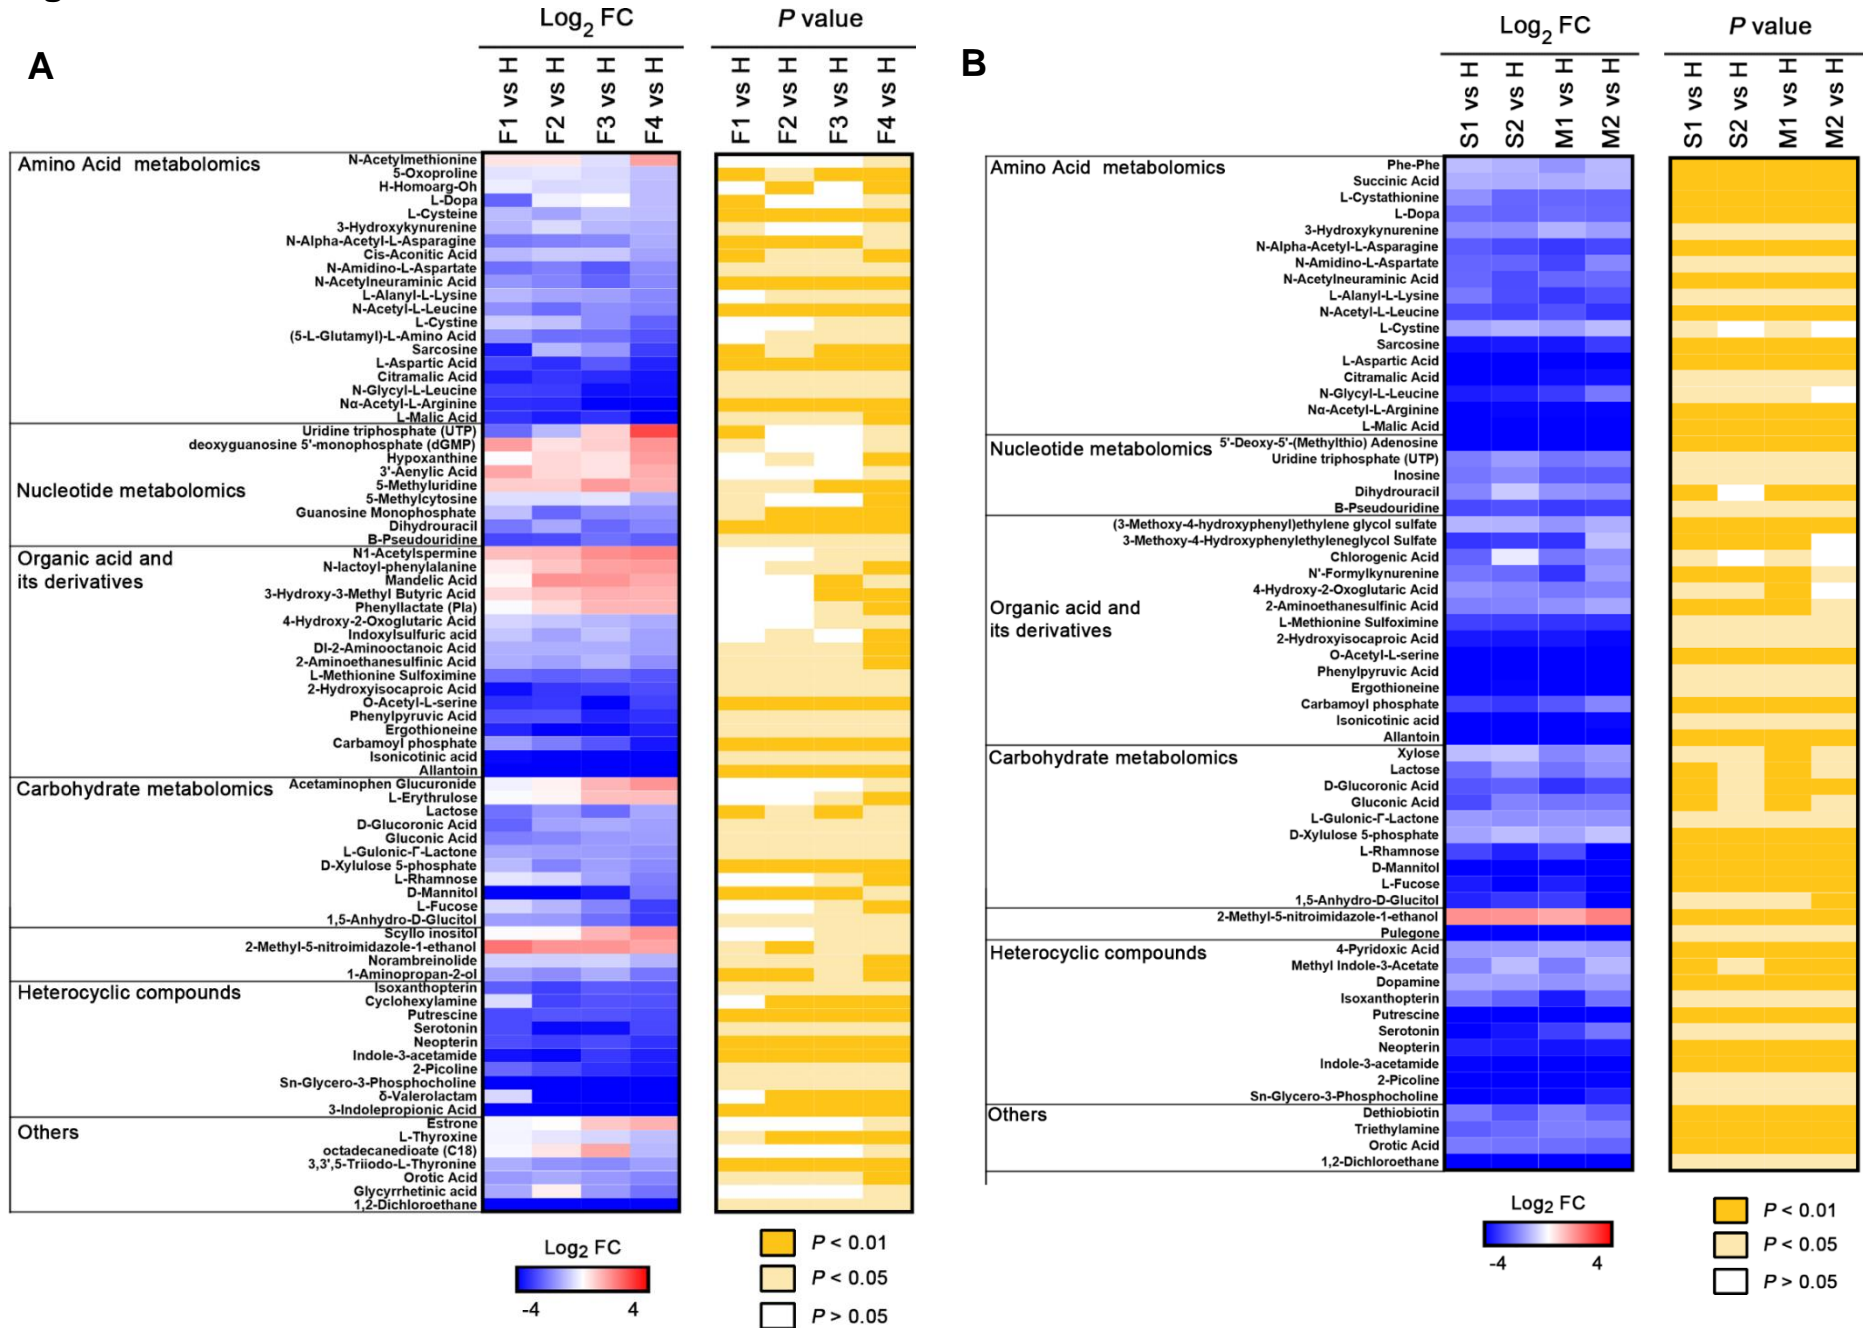 A
Log2 FC
P value
F1 vs H
F2 vs H
F3 vs H
F4 vs H
F1 vs H
F2 vs H
F3 vs H
F4 vs H
Amino Acid metabolomics
N-Acetylmethionine
5-Oxoproline
H-Homoarg-Oh
L-Dopa
L-Cysteine
3-Hydroxykynurenine
N-Alpha-Acetyl-L-Asparagine
Cis-Aconitic Acid
N-Amidino-L-Aspartate
N-Acetylneuraminic Acid
L-Alanyl-L-Lysine
N-Acetyl-L-Leucine
L-Cystine
(5-L-Glutamyl)-L-Amino Acid
Sarcosine
L-Aspartic Acid
Citramalic Acid
N-Glycyl-L-Leucine
Nα-Acetyl-L-Arginine
L-Malic Acid
Nucleotide metabolomics
Uridine triphosphate (UTP)
deoxyguanosine 5'-monophosphate (dGMP)
Hypoxanthine
3'-Aenylic Acid
5-Methyluridine
5-Methylcytosine
Guanosine Monophosphate
Dihydrouracil
B-Pseudouridine
Organic acid and
its derivatives
N1-Acetylspermine
N-lactoyl-phenylalanine
Mandelic Acid
3-Hydroxy-3-Methyl Butyric Acid
Phenyllactate (Pla)
4-Hydroxy-2-Oxoglutaric Acid
Indoxylsulfuric acid
Dl-2-Aminooctanoic Acid
2-Aminoethanesulfinic Acid
L-Methionine Sulfoximine
2-Hydroxyisocaproic Acid
O-Acetyl-L-serine
Phenylpyruvic Acid
Ergothioneine
Carbamoyl phosphate
Isonicotinic acid
Allantoin
Carbohydrate metabolomics
Acetaminophen Glucuronide
L-Erythrulose
Lactose
D-Glucoronic Acid
Gluconic Acid
L-Gulonic-Γ-Lactone
D-Xylulose 5-phosphate
L-Rhamnose
D-Mannitol
L-Fucose
1,5-Anhydro-D-Glucitol
Scyllo inositol
2-Methyl-5-nitroimidazole-1-ethanol
Norambreinolide
1-Aminopropan-2-ol
Heterocyclic compounds
Isoxanthopterin
Cyclohexylamine
Putrescine
Serotonin
Neopterin
Indole-3-acetamide
2-Picoline
Sn-Glycero-3-Phosphocholine
δ-Valerolactam
3-Indolepropionic Acid
Others
Estrone
L-Thyroxine
octadecanedioate (C18)
3,3',5-Triiodo-L-Thyronine
Orotic Acid
Glycyrrhetinic acid
1,2-Dichloroethane
Log2 FC
-4 4
P < 0.01
P < 0.05
P > 0.05
B
Log2 FC
P value
S1 vs H
S2 vs H
M1 vs H
M2 vs H
S1 vs H
S2 vs H
M1 vs H
M2 vs H
Amino Acid metabolomics
Phe-Phe
Succinic Acid
L-Cystathionine
L-Dopa
3-Hydroxykynurenine
N-Alpha-Acetyl-L-Asparagine
N-Amidino-L-Aspartate
N-Acetylneuraminic Acid
L-Alanyl-L-Lysine
N-Acetyl-L-Leucine
L-Cystine
Sarcosine
L-Aspartic Acid
Citramalic Acid
N-Glycyl-L-Leucine
Nα-Acetyl-L-Arginine
L-Malic Acid
Nucleotide metabolomics
5'-Deoxy-5'-(Methylthio) Adenosine
Uridine triphosphate (UTP)
Inosine
Dihydrouracil
B-Pseudouridine
Organic acid and
its derivatives
(3-Methoxy-4-hydroxyphenyl)ethylene glycol sulfate
3-Methoxy-4-Hydroxyphenylethyleneglycol Sulfate
Chlorogenic Acid
N'-Formylkynurenine
4-Hydroxy-2-Oxoglutaric Acid
2-Aminoethanesulfinic Acid
L-Methionine Sulfoximine
2-Hydroxyisocaproic Acid
O-Acetyl-L-serine
Phenylpyruvic Acid
Ergothioneine
Carbamoyl phosphate
Isonicotinic acid
Allantoin
Carbohydrate metabolomics
Xylose
Lactose
D-Glucoronic Acid
Gluconic Acid
L-Gulonic-Γ-Lactone
D-Xylulose 5-phosphate
L-Rhamnose
D-Mannitol
L-Fucose
1,5-Anhydro-D-Glucitol
2-Methyl-5-nitroimidazole-1-ethanol
Pulegone
Heterocyclic compounds
4-Pyridoxic Acid
Methyl Indole-3-Acetate
Dopamine
Isoxanthopterin
Putrescine
Serotonin
Neopterin
Indole-3-acetamide
2-Picoline
Sn-Glycero-3-Phosphocholine
Others
Dethiobiotin
Triethylamine
Orotic Acid
1,2-Dichloroethane
Log2 FC
-4 4
P < 0.01
P < 0.05
P > 0.05